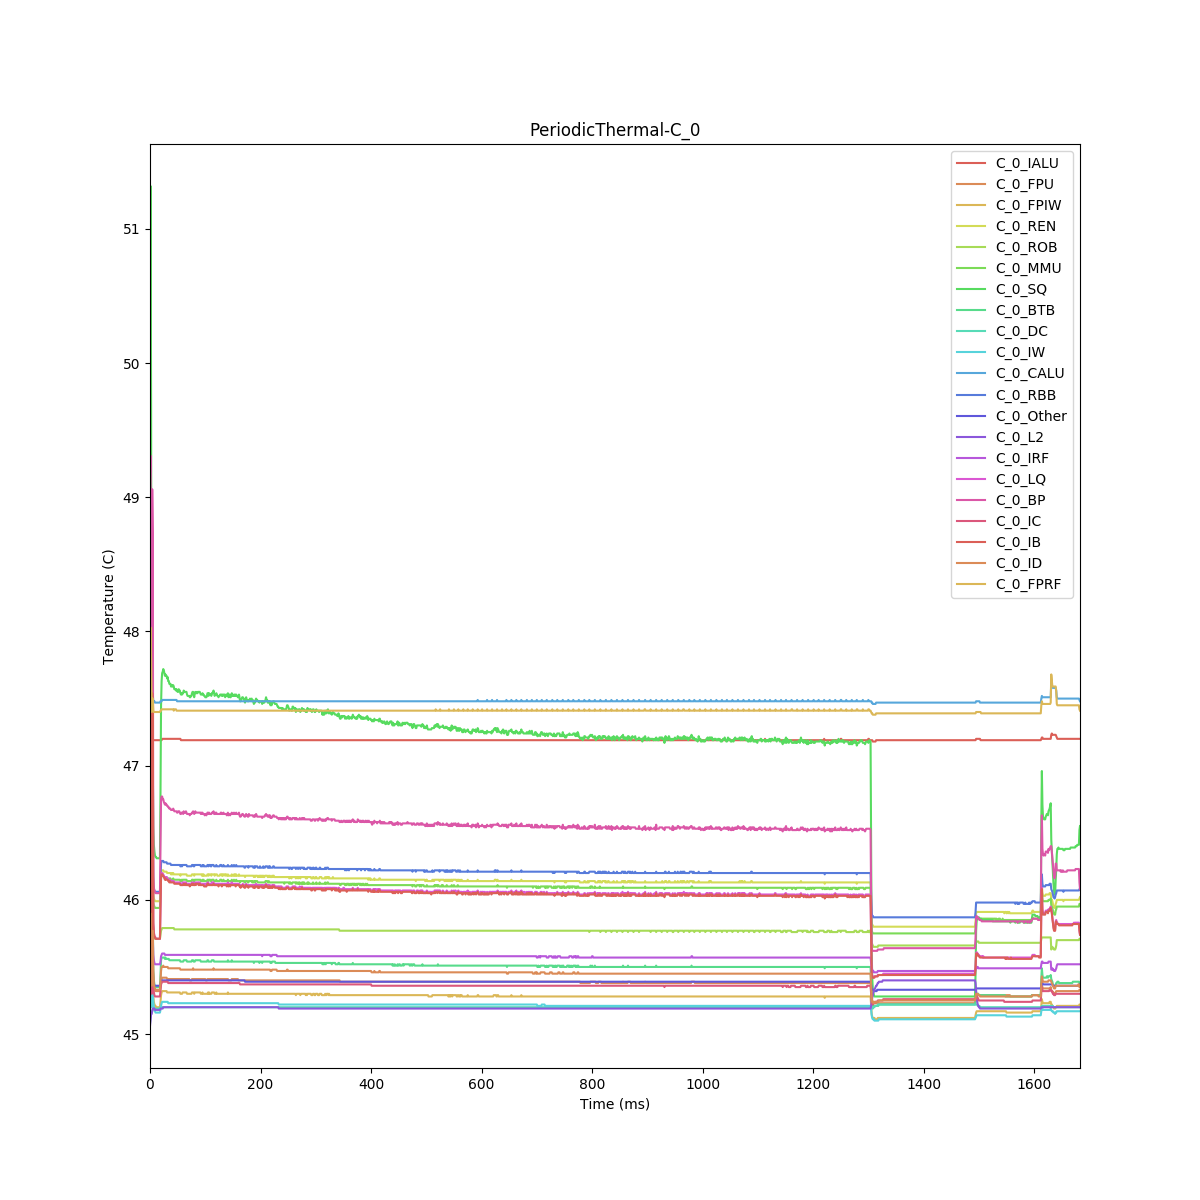 PeriodicThermal-C_0
C_0_IALU
C_0_FPU
C_0_FPIW
C_0_REN
C_0_ROB
C_0_MMU
C_0_SQ
C_0_BTB
C_0_DC
C_0_IW
C_0_CALU
C_0_RBB
C_0_Other
C_0_L2
C_0_IRF
C_0_LQ
C_0_BP
C_0_IC
C_0_IB
C_0_ID
C_0_FPRF
51
50
49
48
47
46
45
Temperature (C)
0 200 400 600 800 1000 1200 1400 1600
Time (ms)